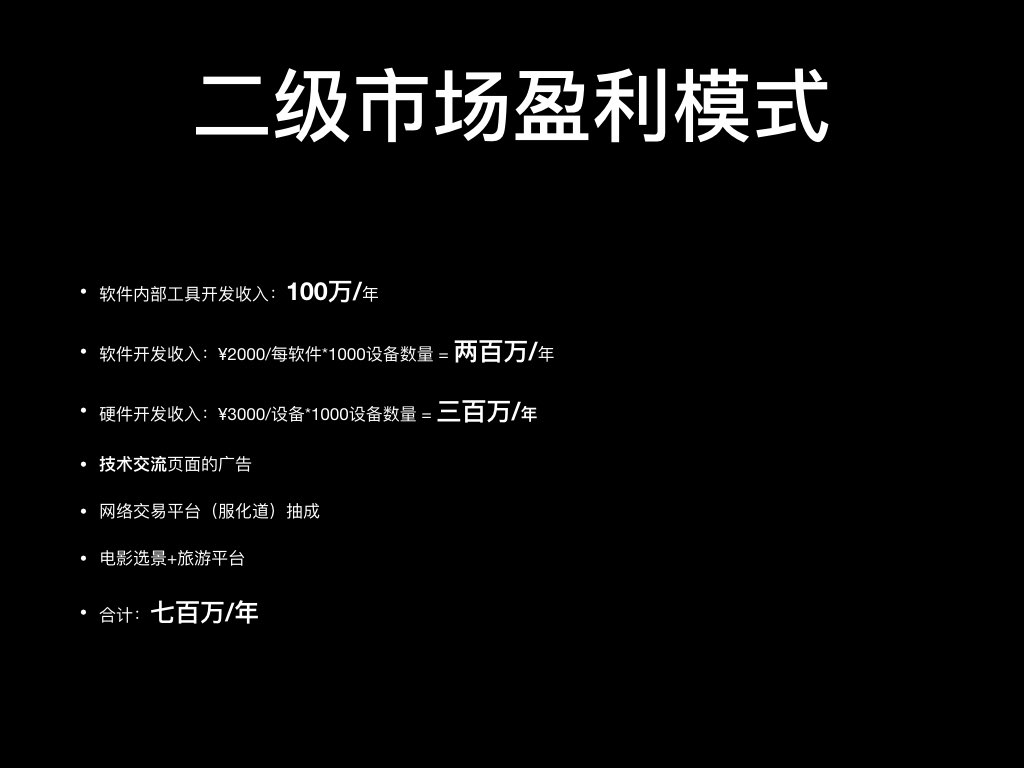 二级市场盈利模式
• 软件内部工具开发收入：100万/年
• 软件开发收入：¥2000/每软件*1000设备数量 = 两百万/年
• 硬件开发收入：¥3000/设备*1000设备数量 = 三百万/年
• 技术交流页面的广告
• 网络交易平台（服化道）抽成
• 电影选景+旅游平台
• 合计：七百万/年